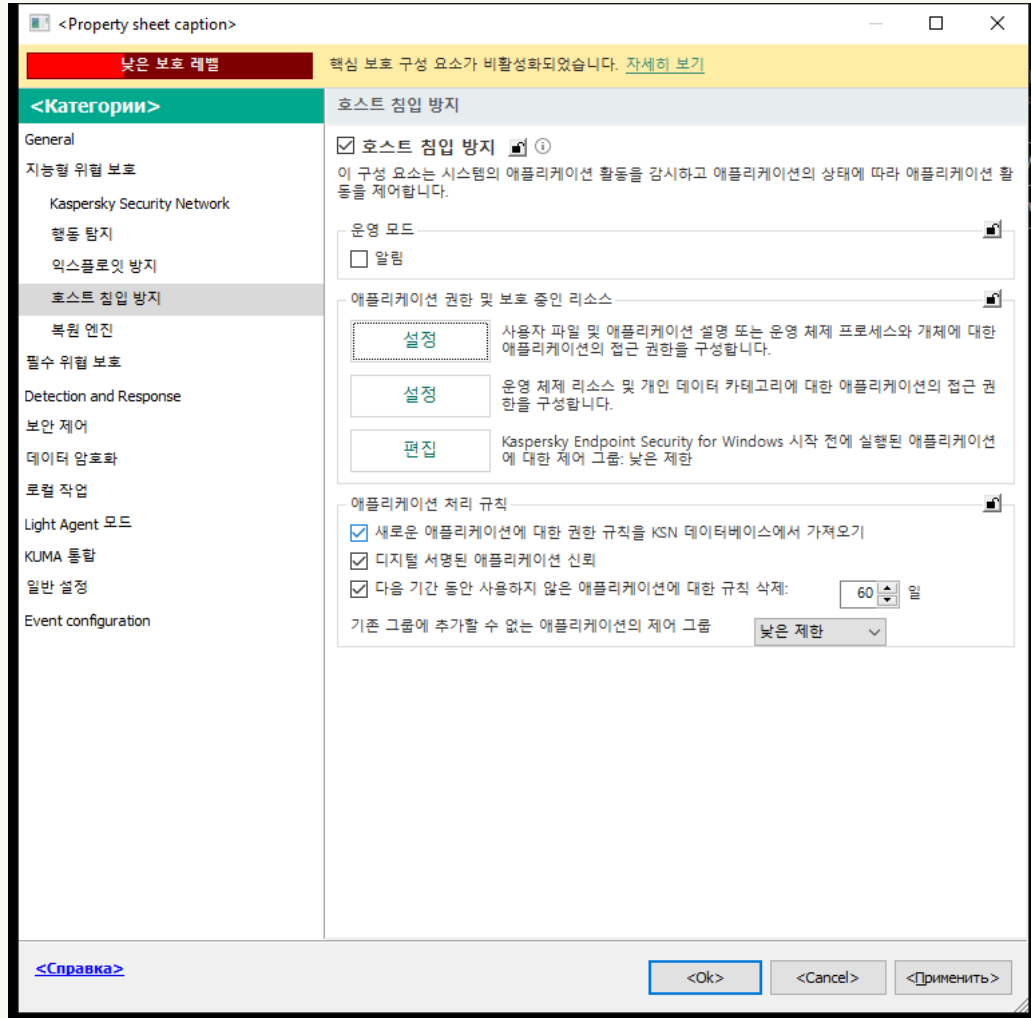 <Property sheet caption>
낮은 보호 레벨
핵심 보호 구성 요소가 비활성화되었습니다. 자세히 보기
<Категории>
General
지능형 위협 보호
Kaspersky Security Network
행동 탐지
익스플로잇 방지
호스트 침입 방지
복원 엔진
필수 위협 보호
Detection and Response
보안 제어
데이터 암호화
로컬 작업
Light Agent 모드
KUMA 통합
일반 설정
Event configuration
호스트 침입 방지
호스트 침입 방지
이 구성 요소는 시스템의 애플리케이션 활동을 감시하고 애플리케이션의 상태에 따라 애플리케이션 활
동을 제어합니다.
운영 모드
알림
애플리케이션 권한 및 보호 중인 리소스
설정
사용자 파일 및 애플리케이션 설명 또는 운영 체제 프로세스와 개체에 대한
애플리케이션의 접근 권한을 구성합니다.
설정
운영 체제 리소스 및 개인 데이터 카테고리에 대한 애플리케이션의 접근 권
한을 구성합니다.
편집
Kaspersky Endpoint Security for Windows 시작 전에 실행된 애플리케이션
에 대한 제어 그룹: 낮은 제한
애플리케이션 처리 규칙
새로운 애플리케이션에 대한 권한 규칙을 KSN 데이터베이스에서 가져오기
디지털 서명된 애플리케이션 신뢰
다음 기간 동안 사용하지 않은 애플리케이션에 대한 규칙 삭제: 60 일
기존 그룹에 추가할 수 없는 애플리케이션의 제어 그룹 낮은 제한
<Справка>
<Ok> <Cancel> <Применить>